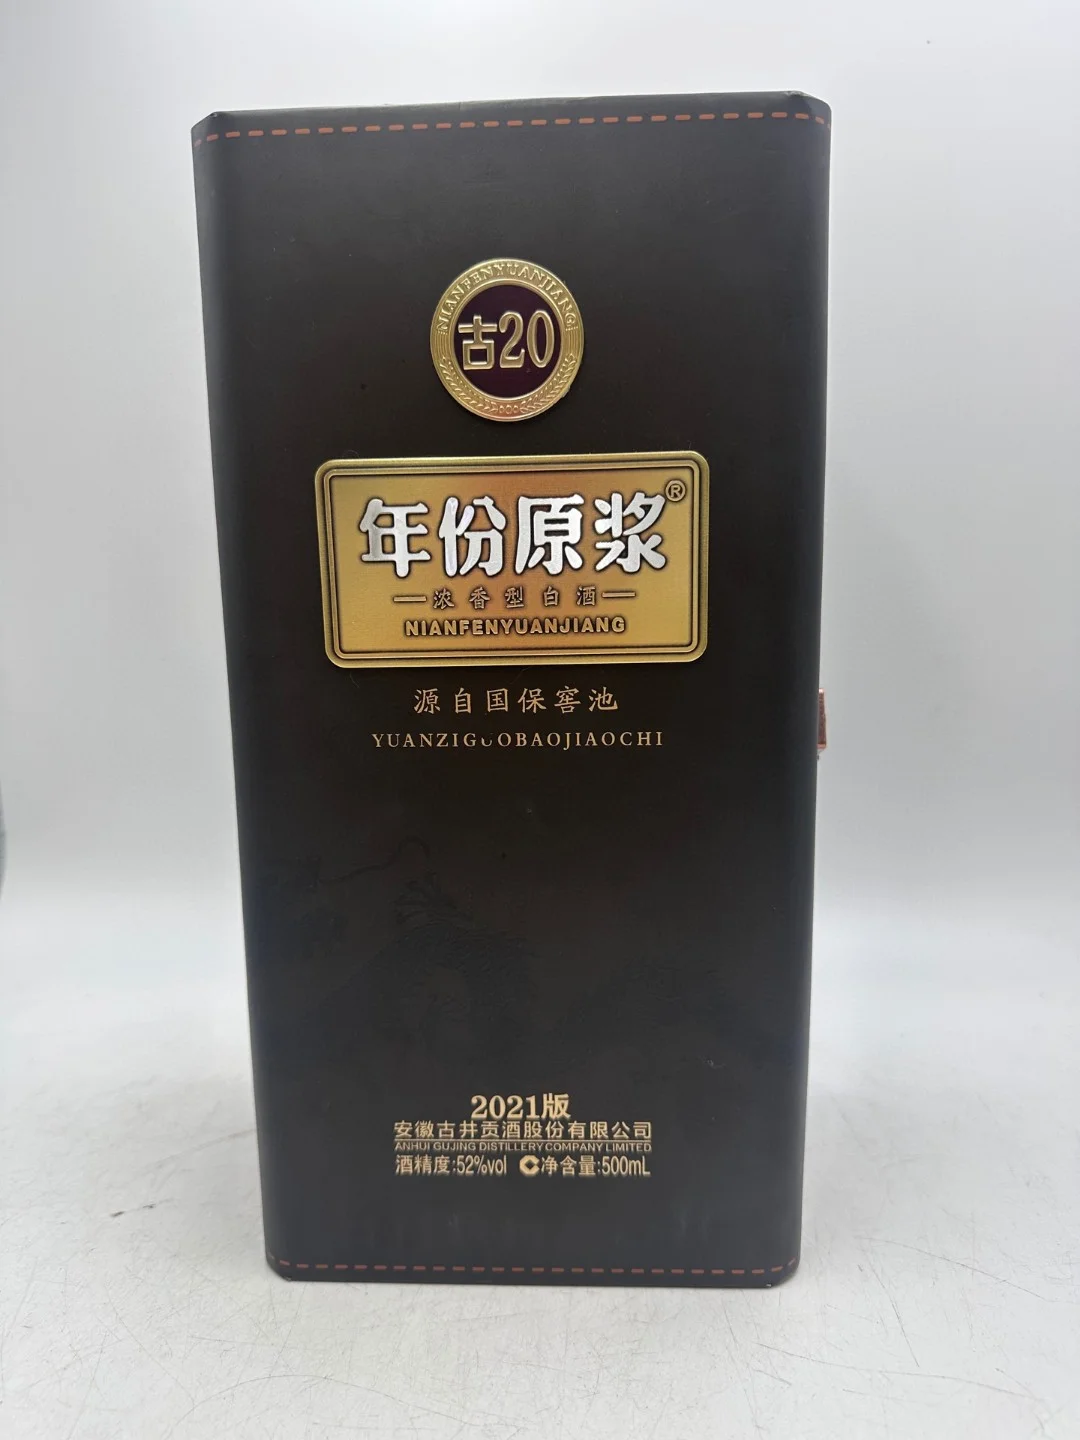 NIANFENYUANJIANG
古20
年份原浆®
浓香型白酒
NIANFENYUANJIANG
源自国保窖池
YUANZIGUOBAOJIAOCHI
2021版
安徽古井贡酒股份有限公司
ANHUI GUJING DISTILLERY COMPANY LIMITED
酒精度:52%vol C净含量:500mL